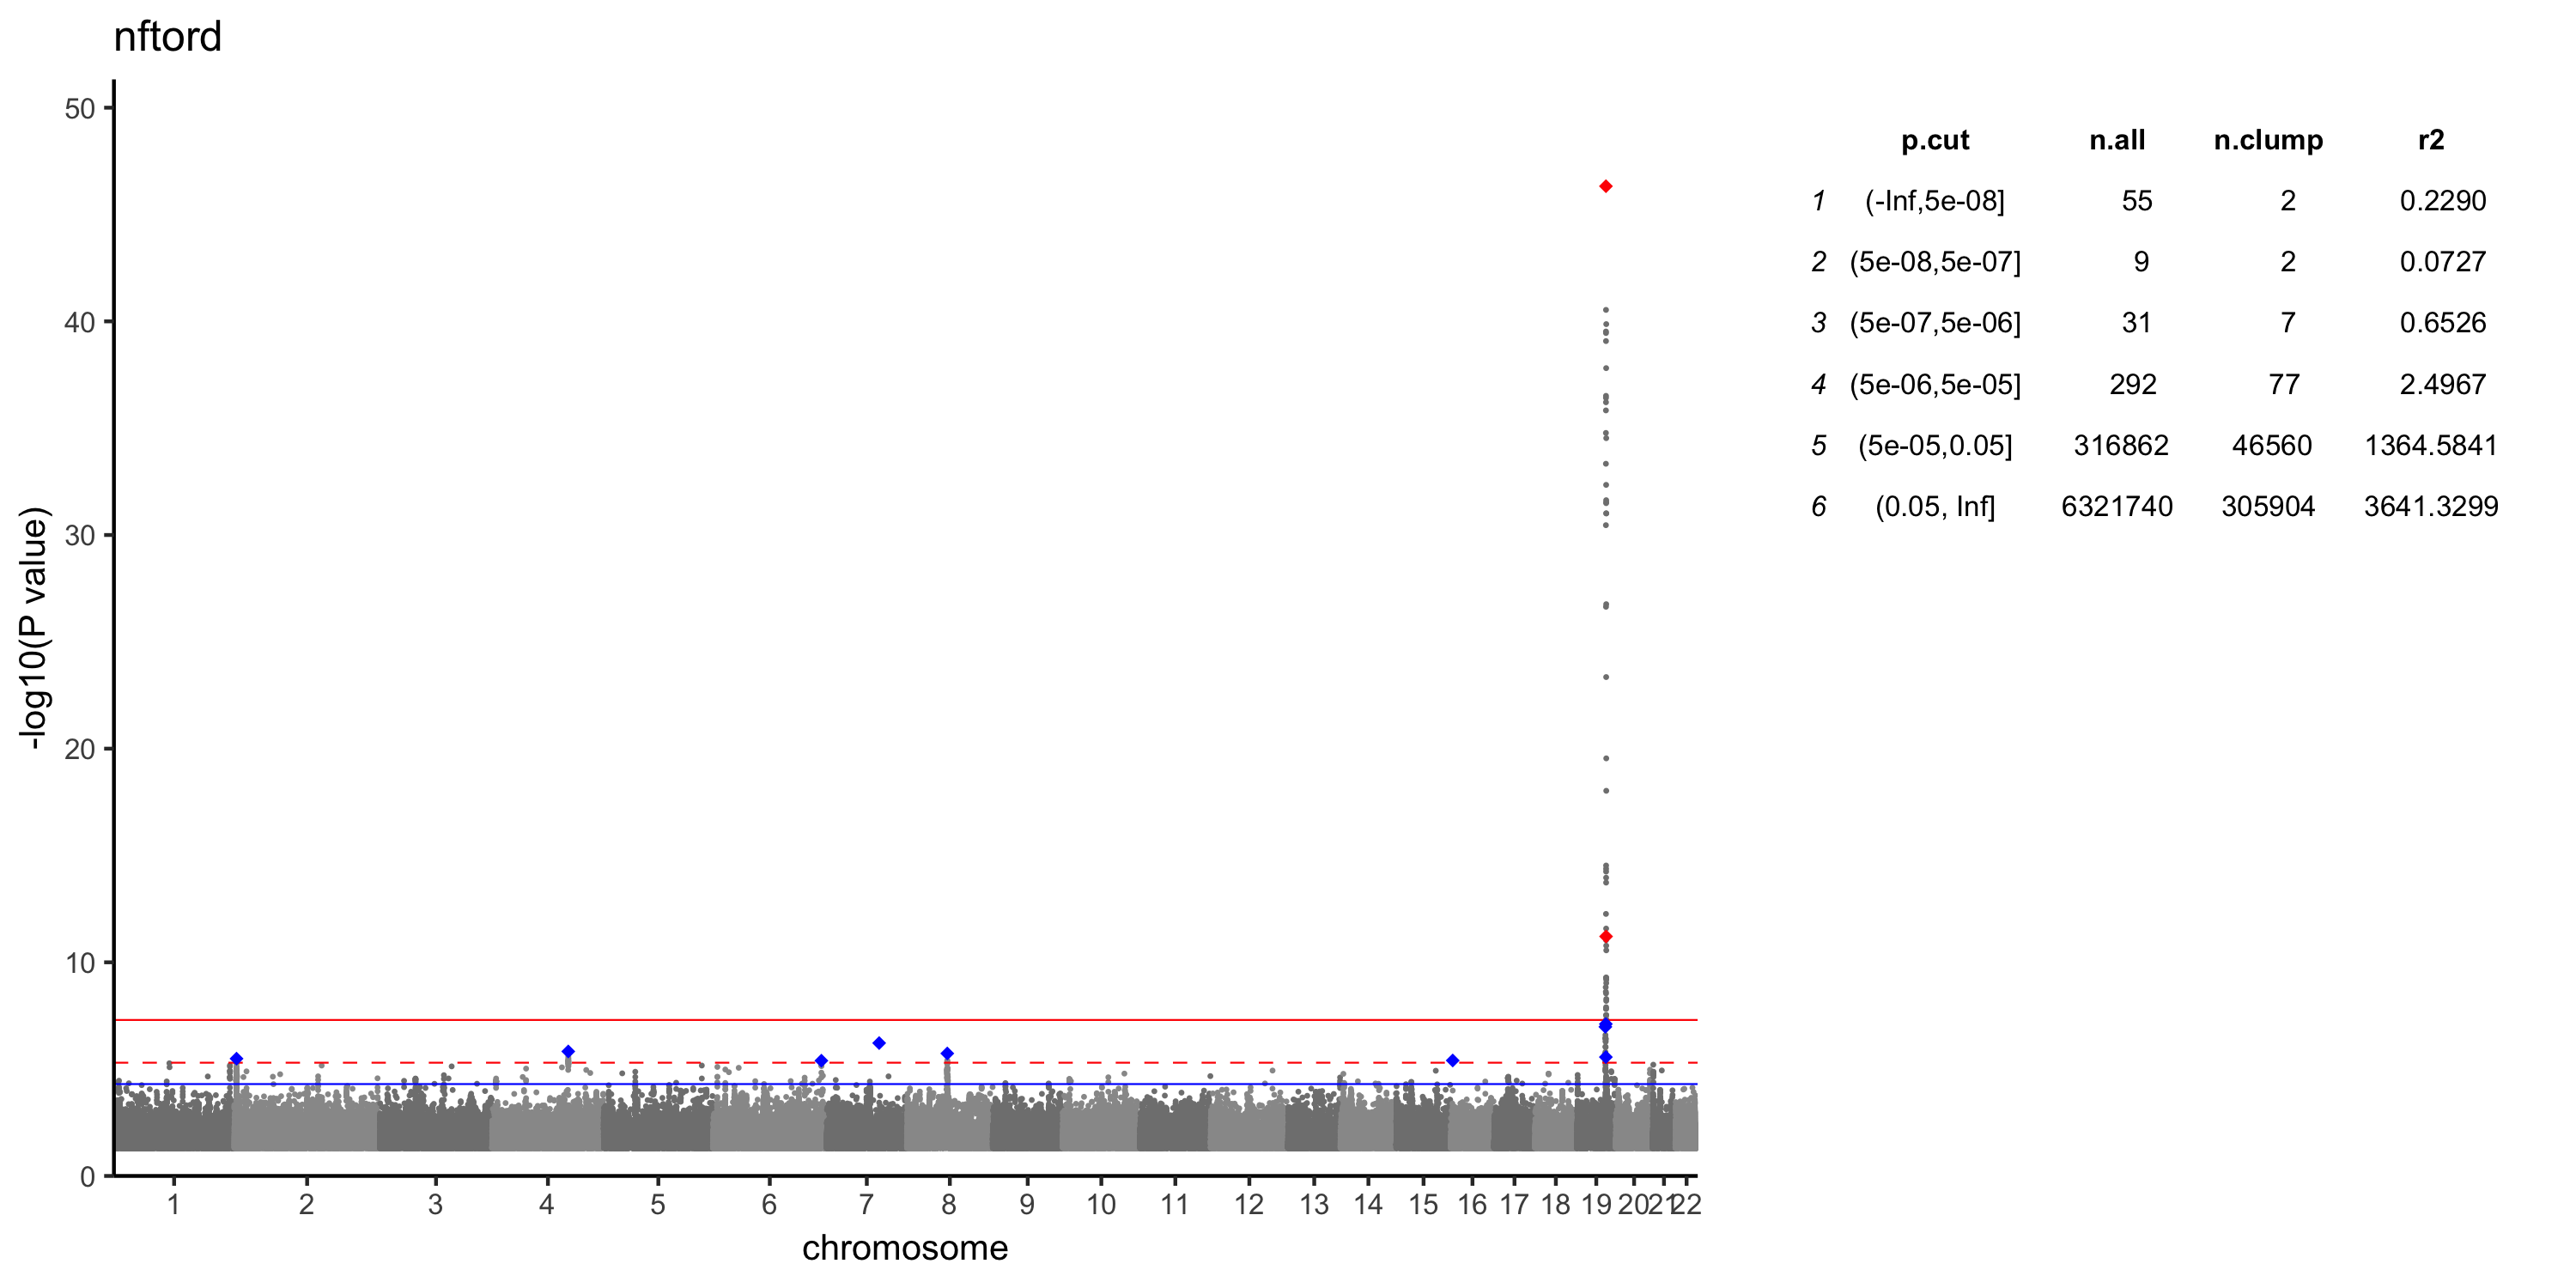 nftord
50
40
30
20
10
0
-log10(P value)
1 2 3 4 5 6 7 8 9 10 11 12 13 14 15 16 17 18 19 20 21 22
chromosome
p.cut n.all n.clump r2
1 (-Inf,5e-08] 55 2 0.2290
2 (5e-08,5e-07] 9 2 0.0727
3 (5e-07,5e-06] 31 7 0.6526
4 (5e-06,5e-05] 292 77 2.4967
5 (5e-05,0.05] 316862 46560 1364.5841
6 (0.05, Inf] 6321740 305904 3641.3299